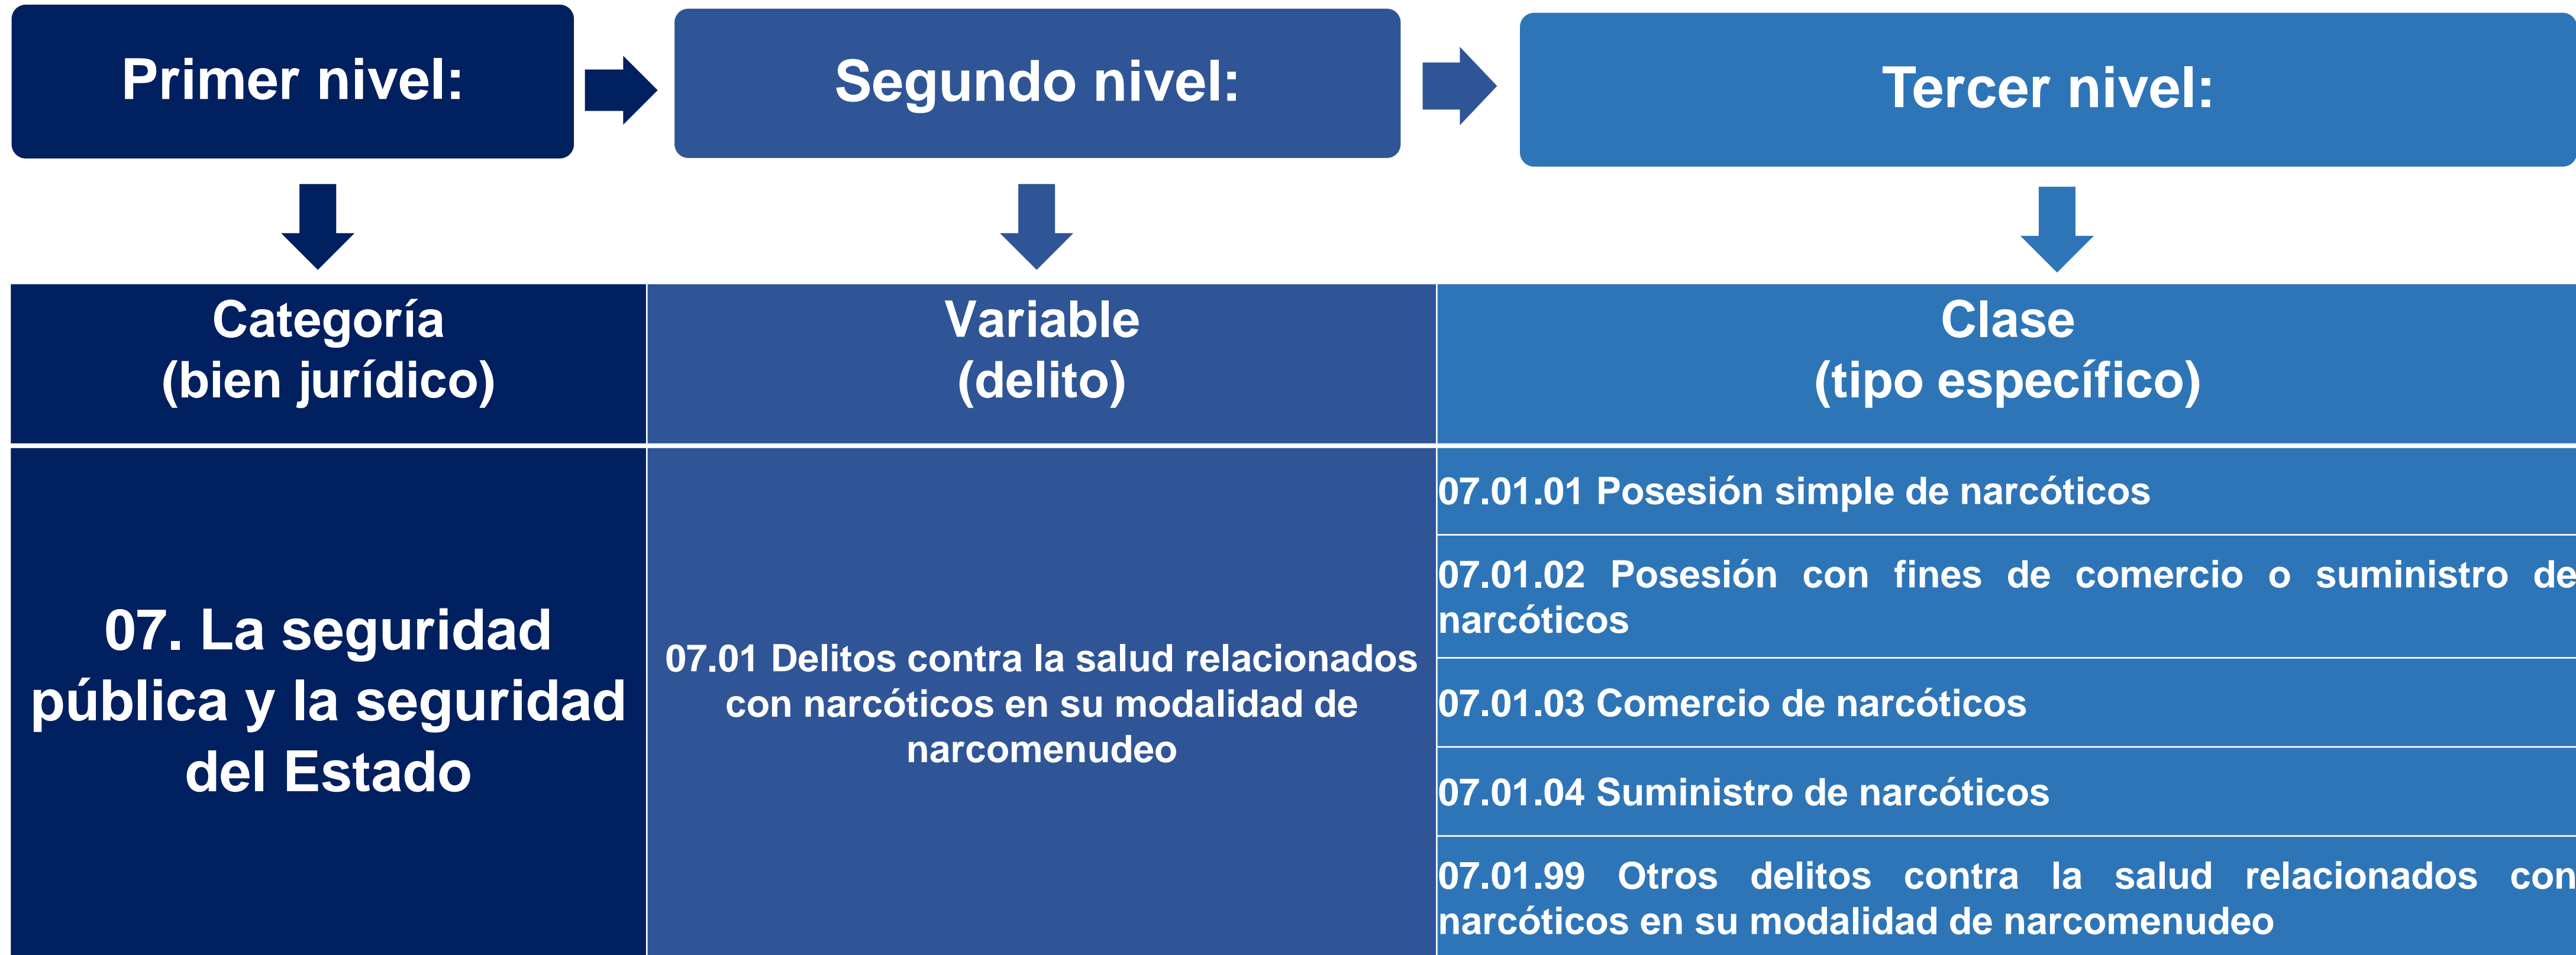 Primer nivel:
Segundo nivel:
Tercer nivel:
Categoría
(bien jurídico)
Variable
(delito)
Clase
(tipo específico)
07. La seguridad
pública y la seguridad
del Estado
07.01 Delitos contra la salud relacionados
con narcóticos en su modalidad de
narcomenudeo
07.01.01 Posesión simple de narcóticos
07.01.02 Posesión con fines de comercio o suministro de
narcóticos
07.01.03 Comercio de narcóticos
07.01.04 Suministro de narcóticos
07.01.99 Otros delitos contra la salud relacionados con
narcóticos en su modalidad de narcomenudeo